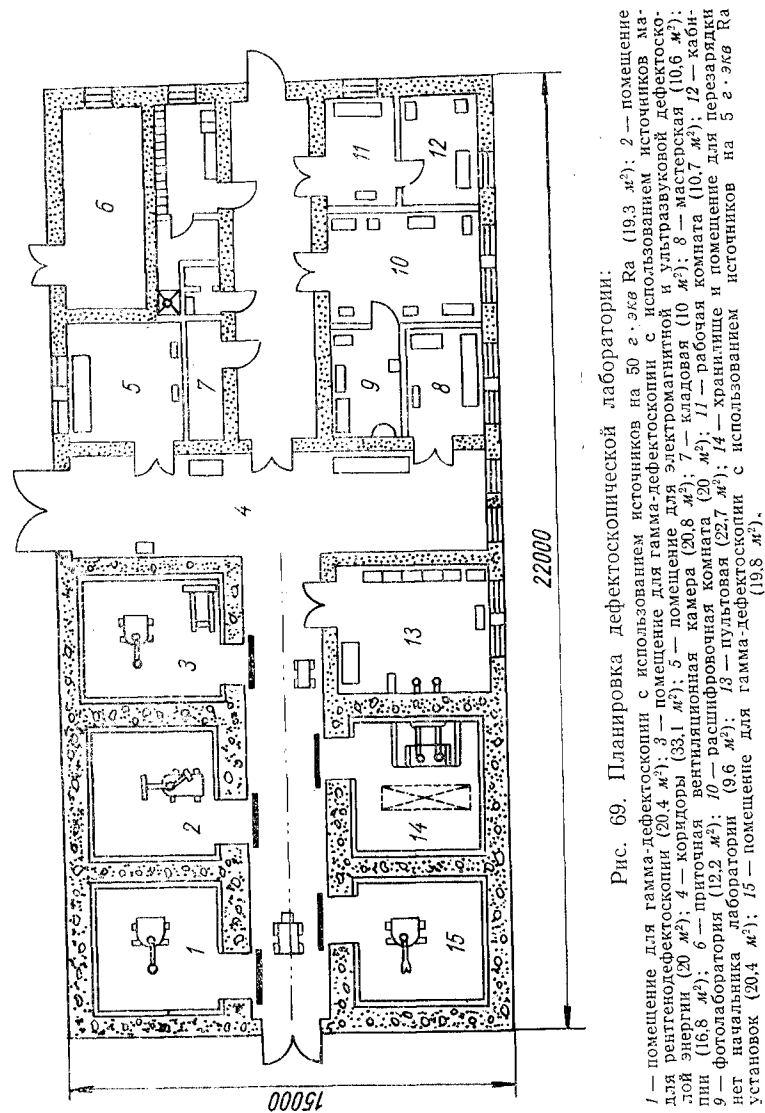 1
2
3
4
5
6
7
8
9
10
11
12
13
14
15
15000
22000
Рис. 69. Планировка дефектоскопической лаборатории:
1 — помещение для гамма-дефектоскопии с использованием источников на 50 г·экв Ra (19,3 м²); 2 — помещение
для рентгенодефектоскопии (20,4 м²); 3 — помещение для гамма-дефектоскопии с использованием источников ма-
лой энергии (20 м²); 4 — коридоры (33,1 м²); 5 — помещение для электромагнитной и ультразвуковой дефектоско-
пии (16,8 м²); 6 — приточная вентиляционная камера (20,8 м²); 7 — кладовая (10 м²); 8 — мастерская (10,6 м²);
9 — фотолаборатория (12,2 м²); 10 — расшифровочная комната (20 м²); 11 — рабочая комната (10,7 м²); 12 — каби-
нет начальника лаборатории (9,6 м²); 13 — пультовая (22,7 м²); 14 — хранилище и помещение для перезарядки
установок (20,4 м²); 15 — помещение для гамма-дефектоскопии с использованием источников на 5 г·экв Ra
(19,8 м²).